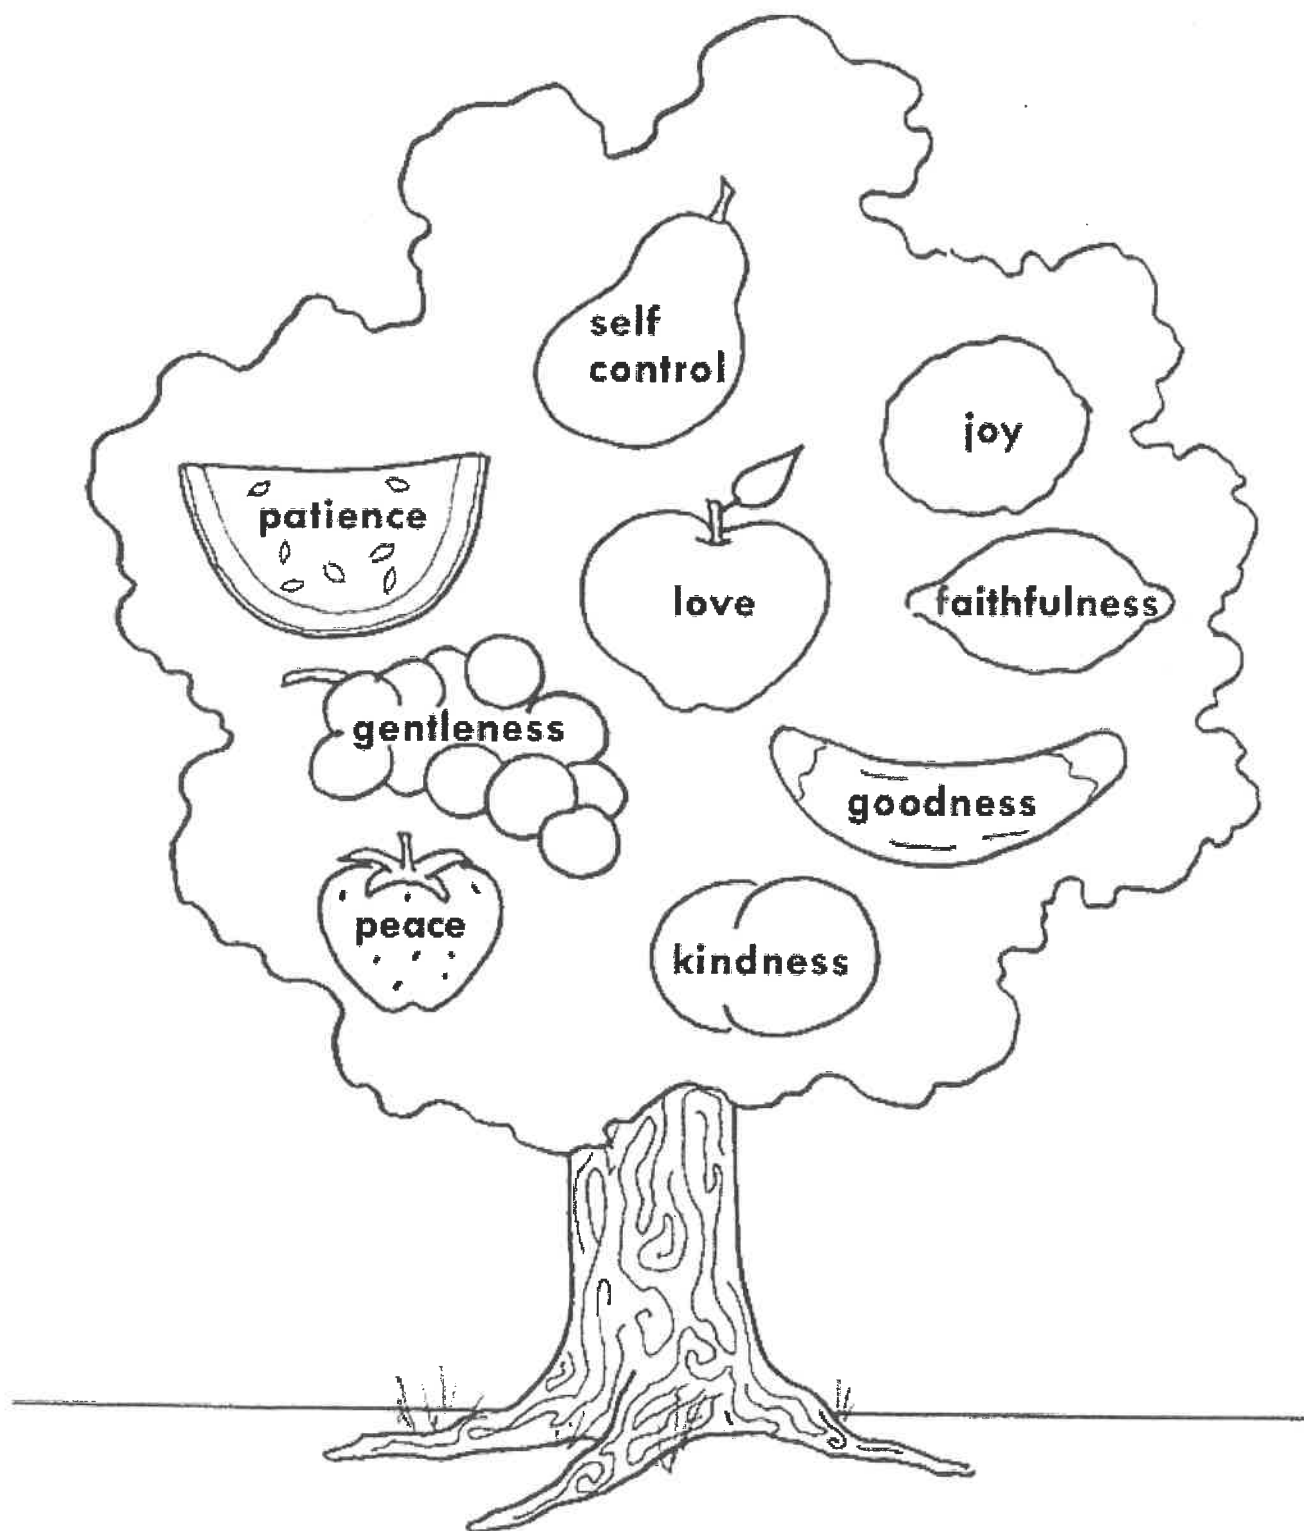 self
control
joy
patience
love
faithfulness
gentleness
goodness
peace
kindness